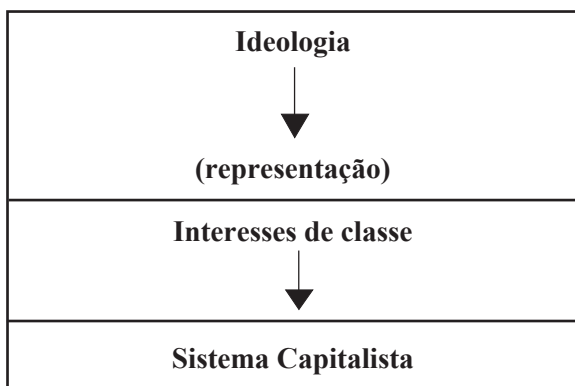 Ideologia
(representação)
Interesses de classe
Sistema Capitalista